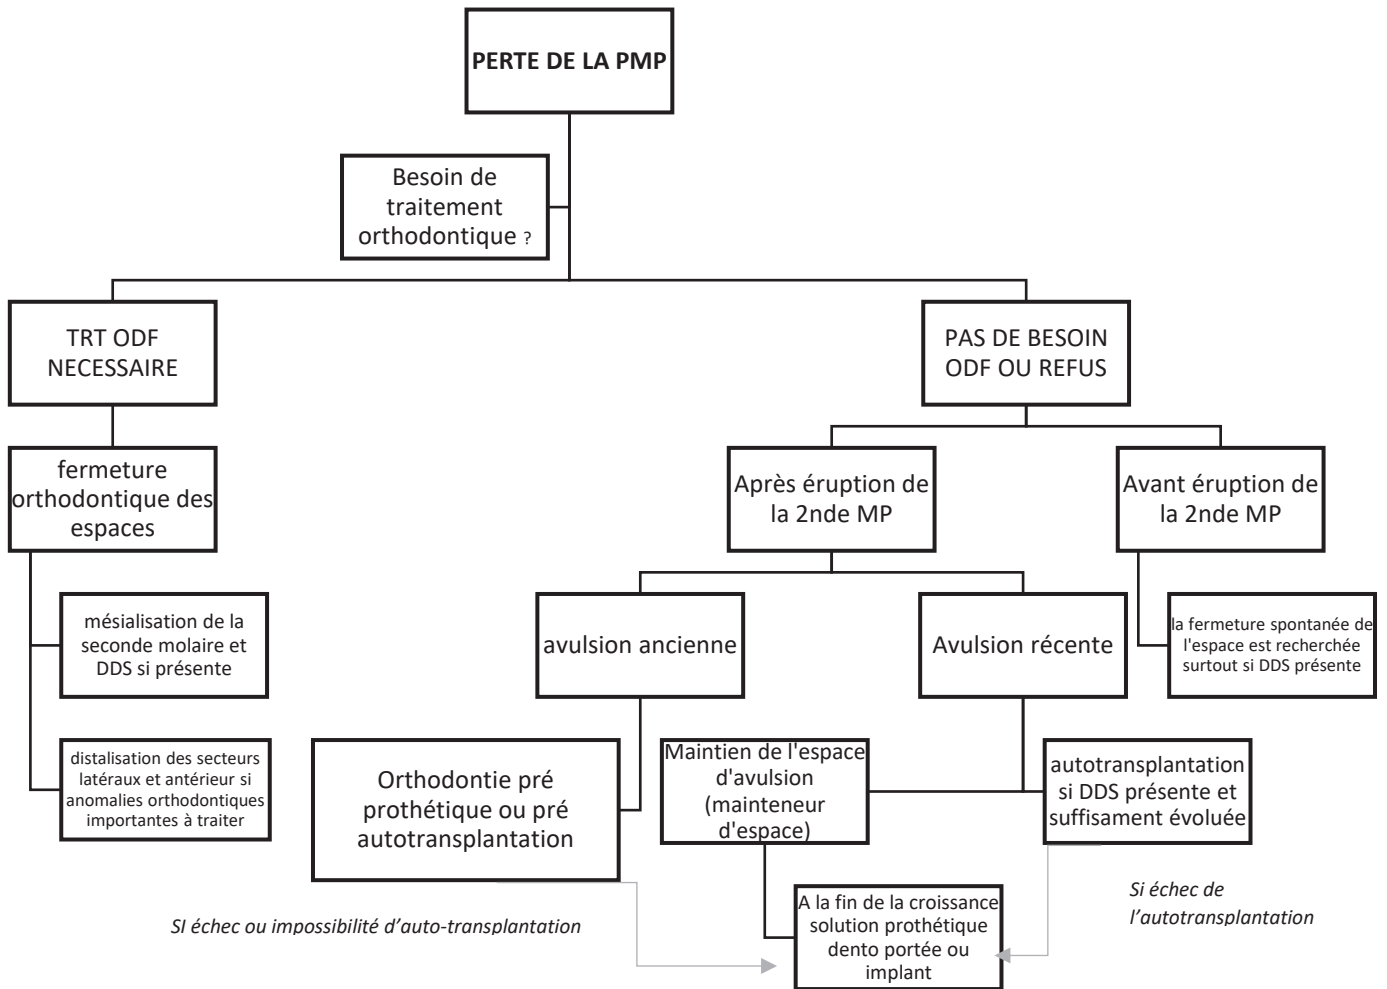 PERTE DE LA PMP
Besoin de
traitement
orthodontique ?
TRT ODF
NECESSAIRE
PAS DE BESOIN
ODF OU REFUS
fermeture
orthodontique des
espaces
Après éruption de
la 2nde MP
Avant éruption de
la 2nde MP
mésialisation de la
seconde molaire et
DDS si présente
avulsion ancienne
Avulsion récente
la fermeture spontanée de
l'espace est recherchée
surtout si DDS présente
distalisation des secteurs
latéraux et antérieur si
anomalies orthodontiques
importantes à traiter
Orthodontie pré
prothétique ou pré
autotransplantation
Maintien de l'espace
d'avulsion
(mainteneur
d'espace)
autotransplantation
si DDS présente et
suffisament évoluée
SI échec ou impossibilité d’auto-transplantation
A la fin de la croissance
solution prothétique
dento portée ou
implant
Si échec de
l’autotransplantation